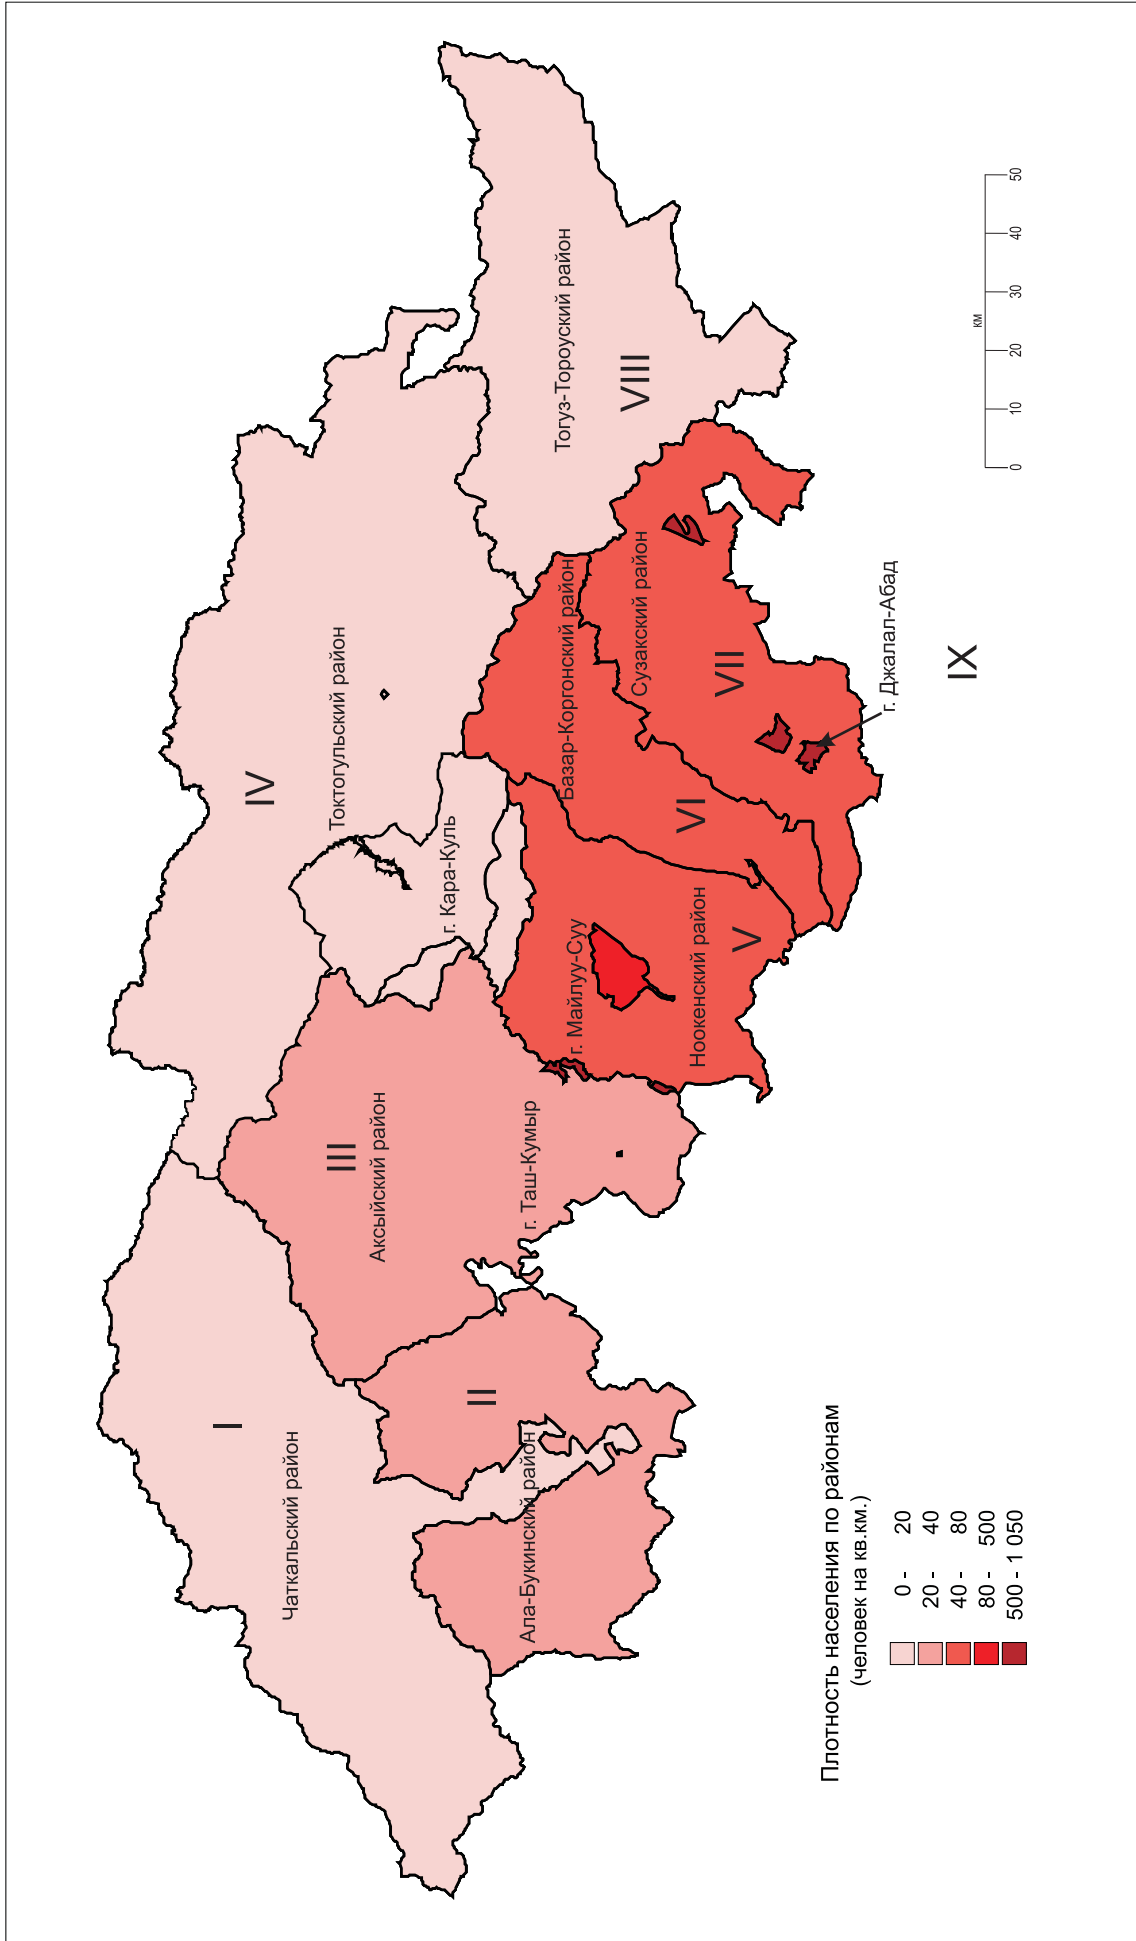 I
Чаткальский район
II
Ала-Букинский район
III
Аксыйский район
г. Таш-Кумыр
IV
Токтогульский район
г. Кара-Куль
г. Майлуу-Суу
Ноокенский район
V
Базар-Коргонский район
VI
Сузакский район
VII
г. Джалал-Абад
IX
Тогуз-Тороуский район
VIII
Плотность населения по районам
(человек на кв.км.)
0 - 20
20 - 40
40 - 80
80 - 500
500 - 1 050
км
0 10 20 30 40 50